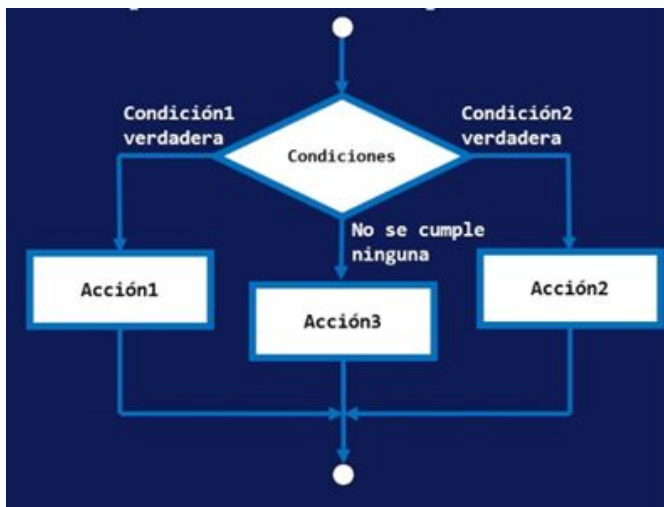 Condición1
verdadera
Condición2
verdadera
Condiciones
No se cumple
ninguna
Acción1
Acción3
Acción2